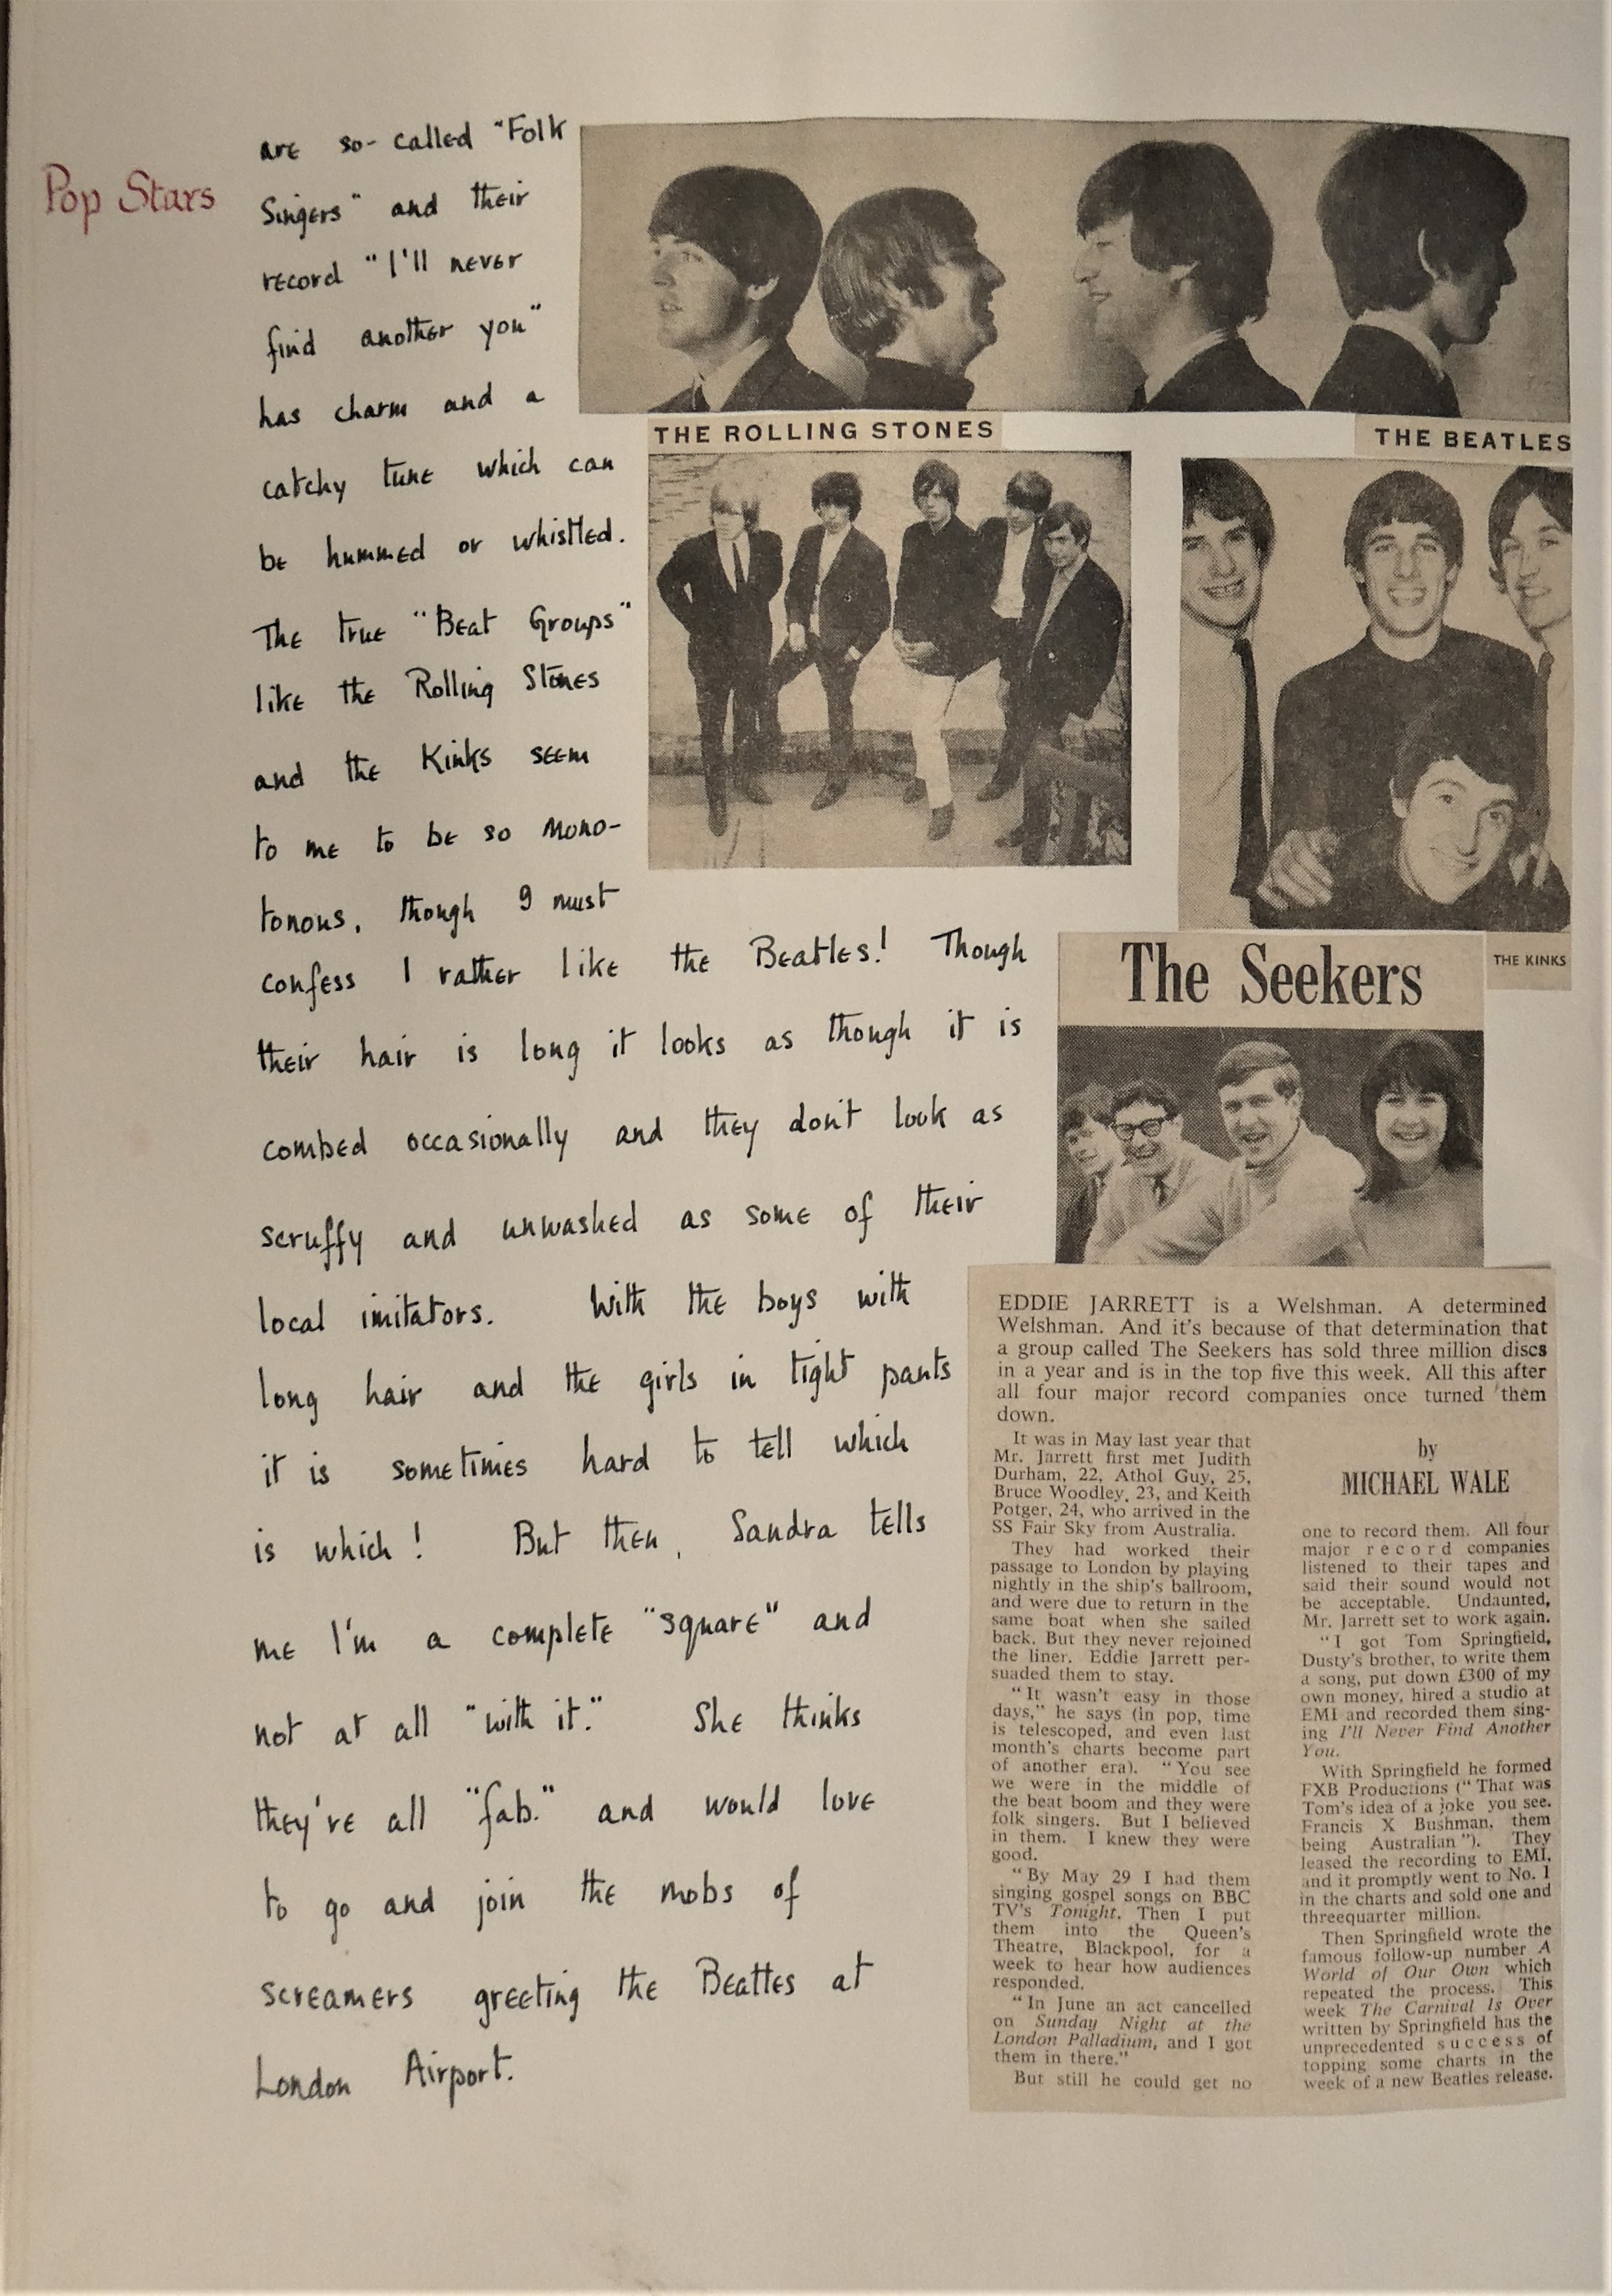 Pop Stars
are so-called "Folk
Singers" and their
record "I'll never
find another you"
has charm and a
catchy tune which can
be hummed or whistled.
The true "Beat Groups"
like the Rolling Stones
and the Kinks seem
to me to be so mono-
tonous, though I must
confess I rather like the Beatles! Though
their hair is long it looks as though it is
combed occasionally and they don't look as
scruffy and unwashed as some of their
local imitators. With the boys with
long hair and the girls in tight pants
it is sometimes hard to tell which
is which! But then, Sandra tells
me I'm a complete "square" and
not at all "with it." She thinks
they're all "fab." and would love
to go and join the mobs of
screamers greeting the Beatles at
London Airport.
THE ROLLING STONES
THE BEATLES
THE KINKS
The Seekers
EDDIE JARRETT is a Welshman. A determined
Welshman. And it's because of that determination that
a group called The Seekers has sold three million discs
in a year and is in the top five this week. All this after
all four major record companies once turned them
down.
It was in May last year that
Mr. Jarrett first met Judith
Durham, 22, Athol Guy, 25,
Bruce Woodley, 23, and Keith
Potger, 24, who arrived in the
SS Fair Sky from Australia.
They had worked their
passage to London by playing
nightly in the ship's ballroom,
and were due to return in the
same boat when she sailed
back. But they never rejoined
the liner. Eddie Jarrett per-
suaded them to stay.
"It wasn't easy in those
days," he says (in pop, time
is telescoped, and even last
month's charts become part
of another era). "You see
we were in the middle of
the beat boom and they were
folk singers. But I believed
in them. I knew they were
good.
"By May 29 I had them
singing gospel songs on BBC
TV's Tonight. Then I put
them into the Queen's
Theatre, Blackpool, for a
week to hear how audiences
responded.
"In June an act cancelled
on Sunday Night at the
London Palladium, and I got
them in there."
But still he could get no
by
MICHAEL WALE
one to record them. All four
major record companies
listened to their tapes and
said their sound would not
be acceptable. Undaunted,
Mr. Jarrett set to work again.
"I got Tom Springfield,
Dusty's brother, to write them
a song, put down £300 of my
own money, hired a studio at
EMI and recorded them sing-
ing I'll Never Find Another
You.
With Springfield he formed
FXB Productions ("That was
Tom's idea of a joke you see.
Francis X Bushman, them
being Australian"). They
leased the recording to EMI,
and it promptly went to No. 1
in the charts and sold one and
threequarter million.
Then Springfield wrote the
famous follow-up number A
World of Our Own which
repeated the process. This
week The Carnival Is Over
written by Springfield has the
unprecedented success of
topping some charts in the
week of a new Beatles release.